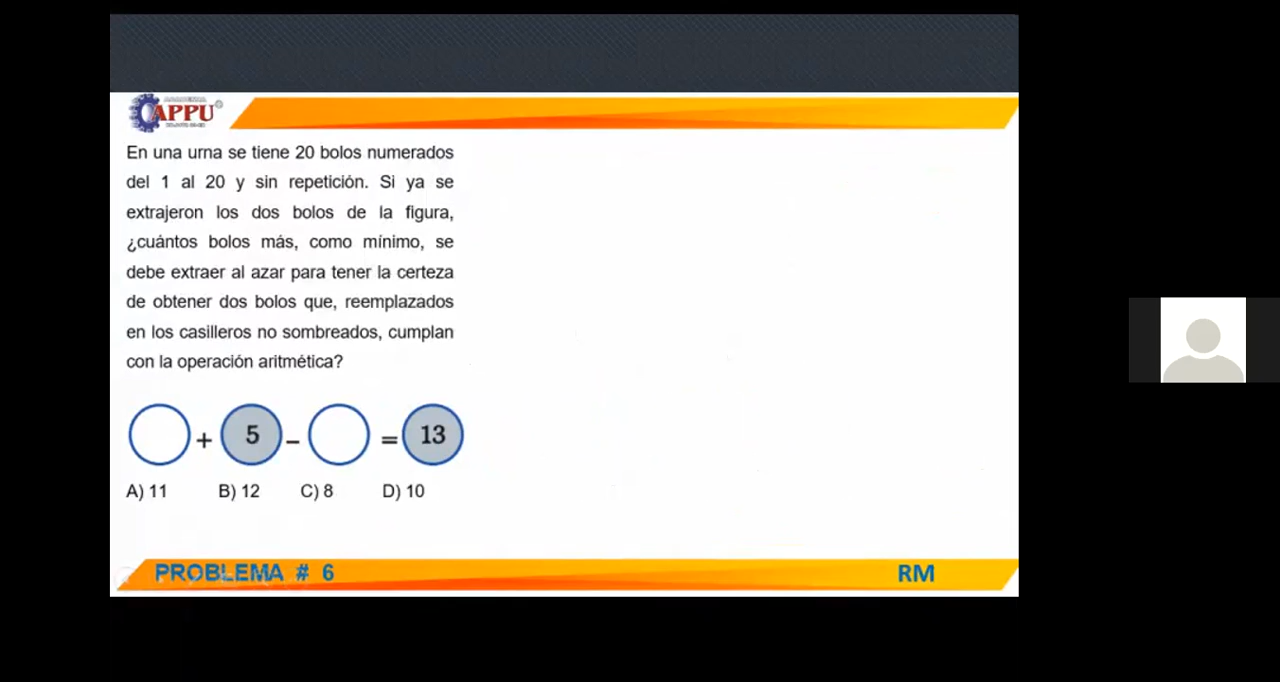 APPU
En una urna se tiene 20 bolos numerados
del 1 al 20 y sin repetición. Si ya se
extrajeron los dos bolos de la figura,
¿cuántos bolos más, como mínimo, se
debe extraer al azar para tener la certeza
de obtener dos bolos que, reemplazados
en los casilleros no sombreados, cumplan
con la operación aritmética?
+ 5 - = 13
A) 11 B) 12 C) 8 D) 10
PROBLEMA # 6 RM